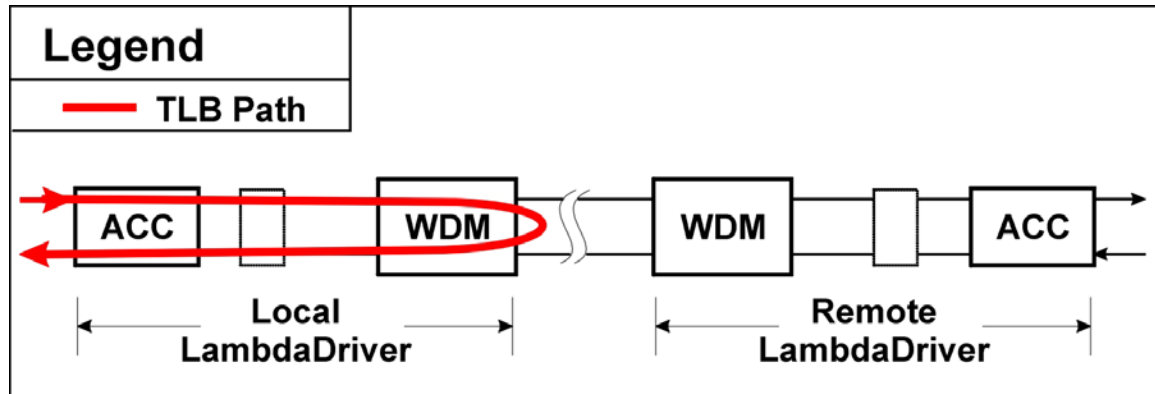 Legend
TLB Path
ACC
WDM
WDM
ACC
Local
LambdaDriver
Remote
LambdaDriver